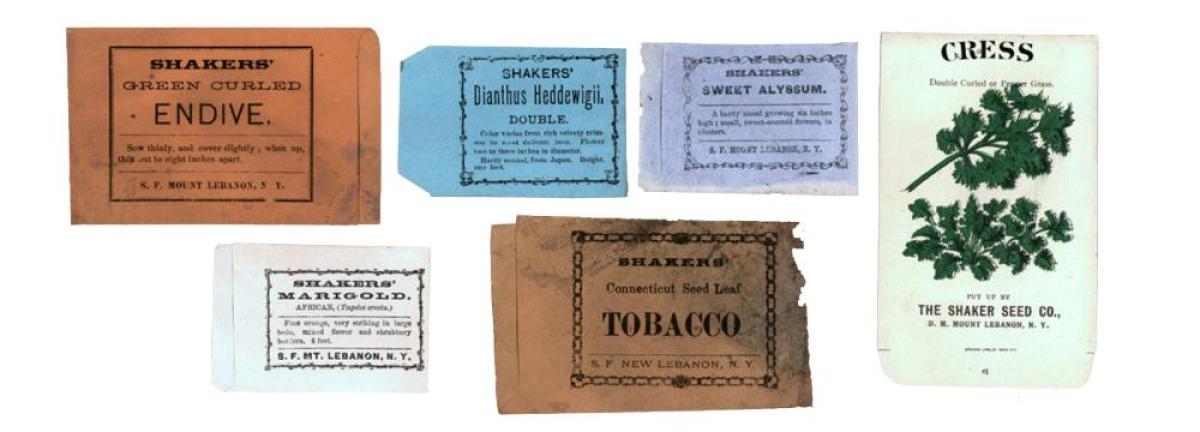 SHAKERS'
GREEN CURLED
ENDIVE.
Sow thinly, and cover slightly; when up,
thin out to eight inches apart.
S. F. MOUNT LEBANON, N Y.
SHAKERS'
Dianthus Heddewigii,
DOUBLE.
Color varies from rich velvety crim-
son to most delicate rose. Flower
two to three inches in diameter.
Hardy annual, from Japan. Height,
one foot.
SHAKERS'
SWEET ALYSSUM.
A hardy annual growing six inches
high; small, sweet-scented flowers, in
clusters.
S. F. MOUNT LEBANON, N. Y.
CRESS
Double Curled or Pepper Grass.
PUT UP BY
THE SHAKER SEED CO.,
D. M. MOUNT LEBANON, N. Y.
SHAKERS'
MARIGOLD.
AFRICAN, (Tagetes erecta.)
Fine orange, very striking in large
beds, mixed flower and shrubbery
borders. 2 feet.
S. F. MT. LEBANON, N. Y.
SHAKERS'
Connecticut Seed Leaf
TOBACCO
S. F. NEW LEBANON, N. Y.